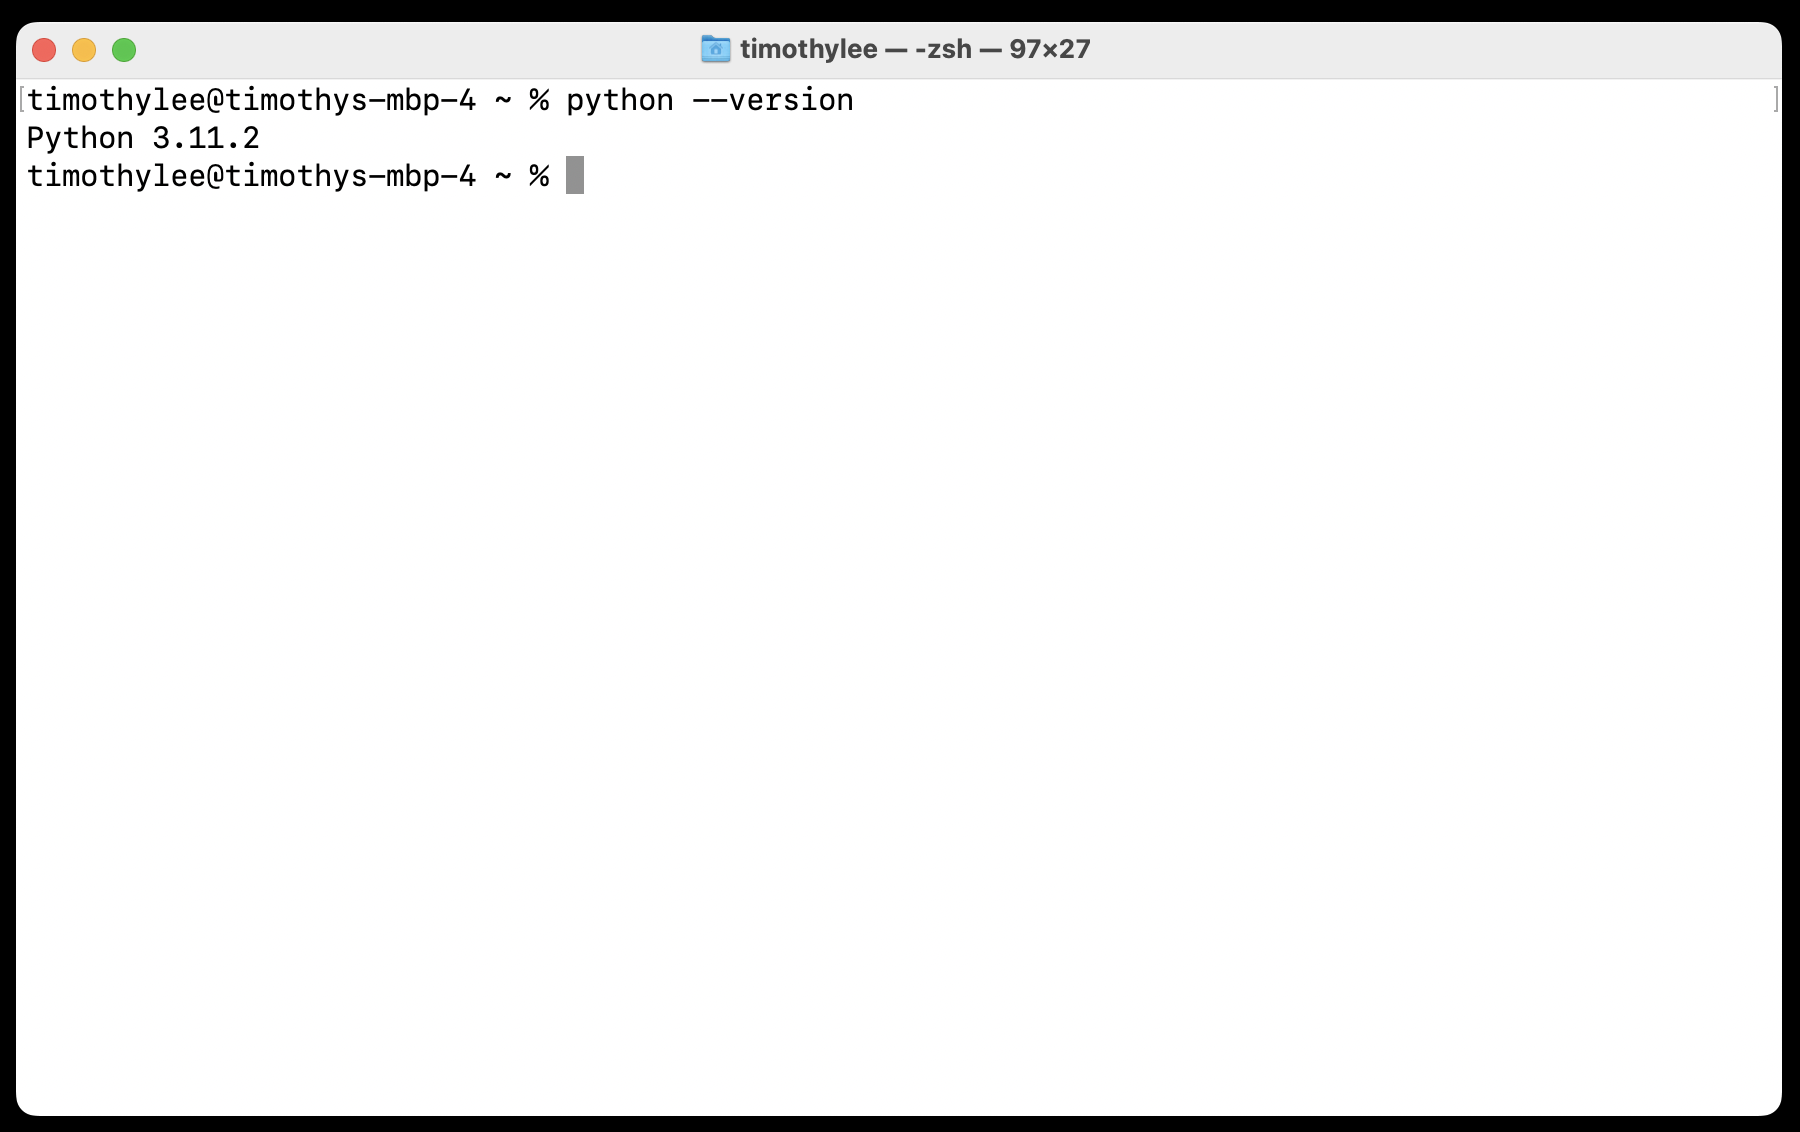 timothylee — -zsh — 97×27
[timothylee@timothys-mbp-4 ~ % python --version]
Python 3.11.2
timothylee@timothys-mbp-4 ~ %